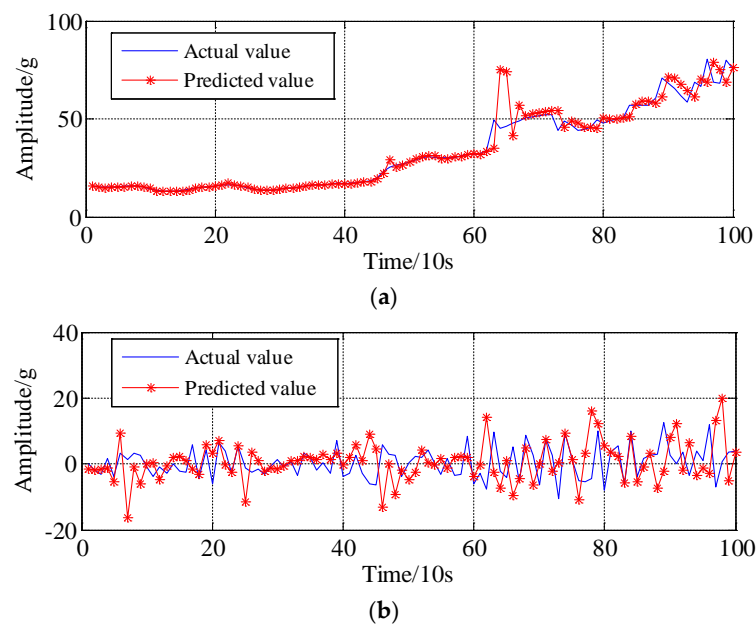 100
Actual value
Predicted value
50
0
Amplitude/g
0 20 40 60 80 100
Time/10s
(a)
40
Actual value
Predicted value
20
0
-20
Amplitude/g
0 20 40 60 80 100
Time/10s
(b)